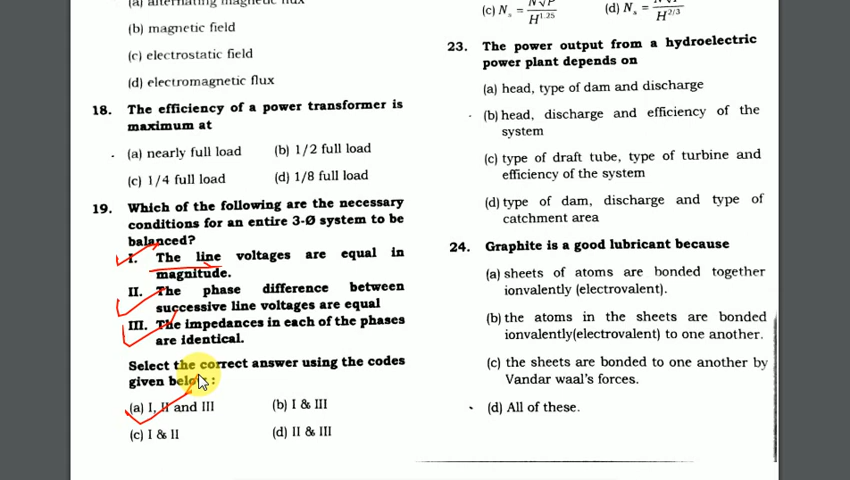 (a) alternating magnetic flux
(b) magnetic field
(c) electrostatic field
(d) electromagnetic flux
18. The efficiency of a power transformer is
maximum at
(a) nearly full load (b) 1/2 full load
(c) 1/4 full load (d) 1/8 full load
19. Which of the following are the necessary
conditions for an entire 3-Ø system to be
balanced?
I. The line voltages are equal in
magnitude.
II. The phase difference between
successive line voltages are equal
III. The impedances in each of the phases
are identical.
Select the correct answer using the codes
given below:
(a) I, II and III (b) I & III
(c) I & II (d) II & III
(c) Nₛ = N√P / H^1.25 (d) Nₛ = / H^2/3
23. The power output from a hydroelectric
power plant depends on
(a) head, type of dam and discharge
(b) head, discharge and efficiency of the
system
(c) type of draft tube, type of turbine and
efficiency of the system
(d) type of dam, discharge and type of
catchment area
24. Graphite is a good lubricant because
(a) sheets of atoms are bonded together
ionvalently (electrovalent).
(b) the atoms in the sheets are bonded
ionvalently(electrovalent) to one another.
(c) the sheets are bonded to one another by
Vandar waal's forces.
(d) All of these.